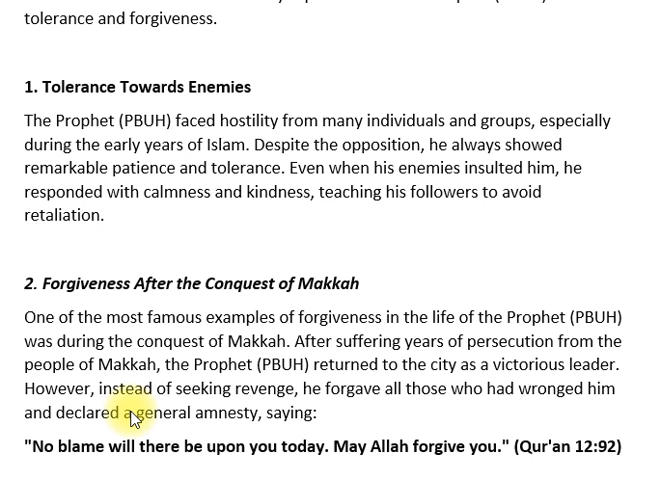 tolerance and forgiveness.
1. Tolerance Towards Enemies
The Prophet (PBUH) faced hostility from many individuals and groups, especially
during the early years of Islam. Despite the opposition, he always showed
remarkable patience and tolerance. Even when his enemies insulted him, he
responded with calmness and kindness, teaching his followers to avoid
retaliation.
2. Forgiveness After the Conquest of Makkah
One of the most famous examples of forgiveness in the life of the Prophet (PBUH)
was during the conquest of Makkah. After suffering years of persecution from the
people of Makkah, the Prophet (PBUH) returned to the city as a victorious leader.
However, instead of seeking revenge, he forgave all those who had wronged him
and declared a general amnesty, saying:
"No blame will there be upon you today. May Allah forgive you." (Qur'an 12:92)